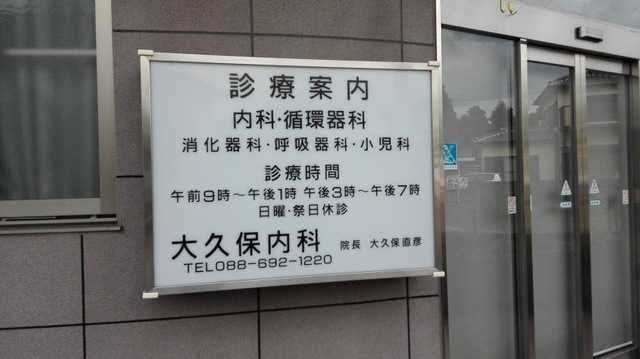 診療案内
内科・循環器科
消化器科・呼吸器科・小児科
診療時間
午前9時～午後1時 午後3時～午後7時
日曜・祭日休診
大久保内科 院長 大久保直彦
TEL088-692-1220